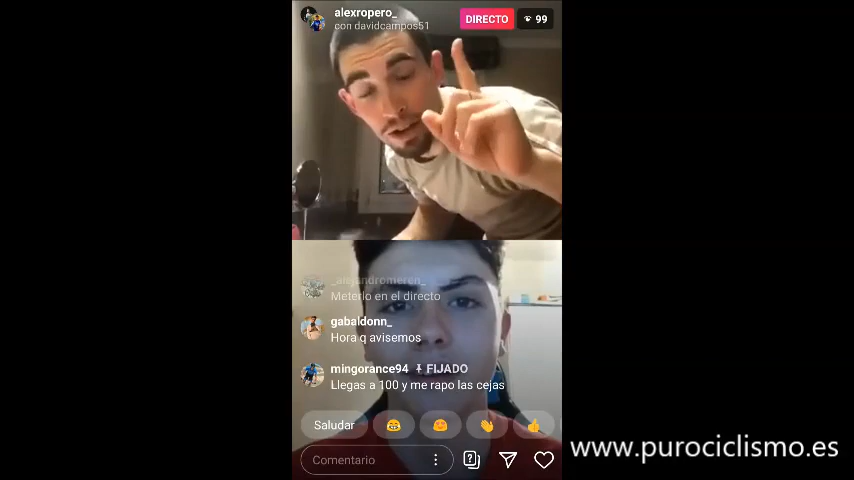 alexropero_
con davidcampos51
DIRECTO
99
_alejandromeren_
Meterlo en el directo
gabaldonn_
Hora q avisemos
mingorance94 FIJADO
Llegas a 100 y me rapo las cejas
Saludar
Comentario
www.purociclismo.es